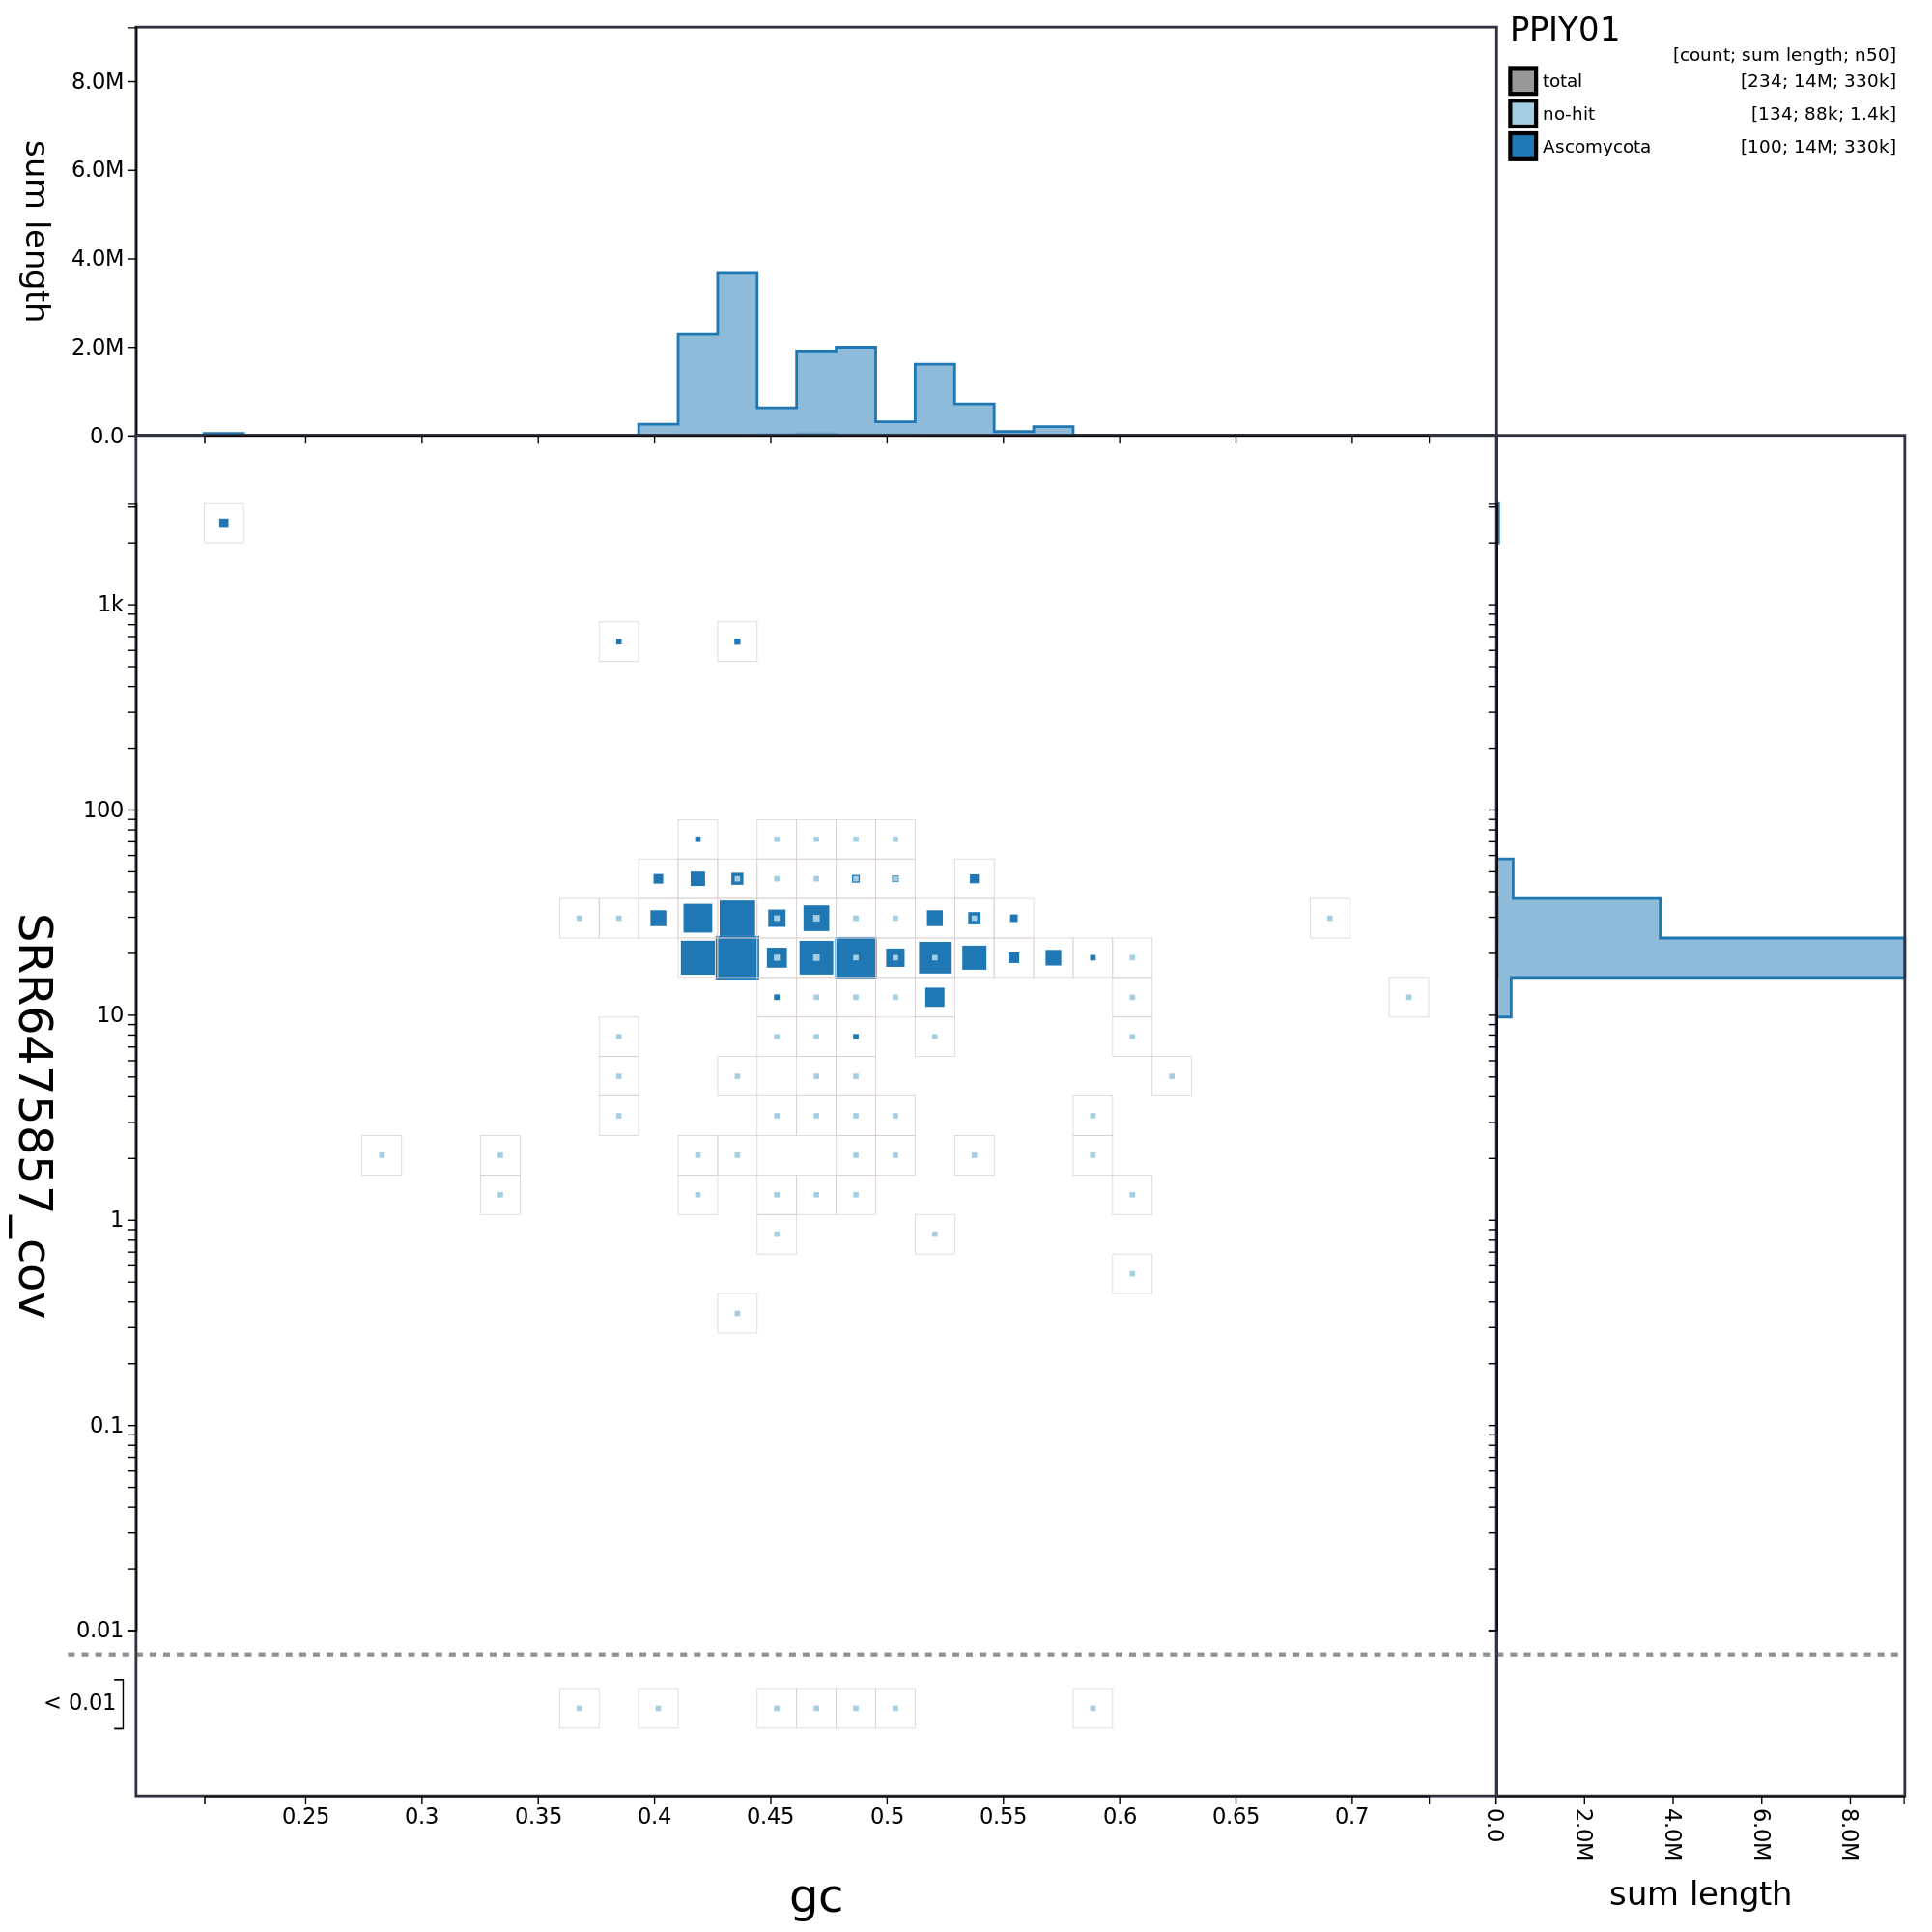 PPIY01
[count; sum length; n50]
total [234; 14M; 330k]
no-hit [134; 88k; 1.4k]
Ascomycota [100; 14M; 330k]
sum length
8.0M
6.0M
4.0M
2.0M
0.0
SRR6475857_cov
1k
100
10
1
0.1
0.01
< 0.01
0.25 0.3 0.35 0.4 0.45 0.5 0.55 0.6 0.65 0.7
gc
0.0 2.0M 4.0M 6.0M 8.0M
sum length